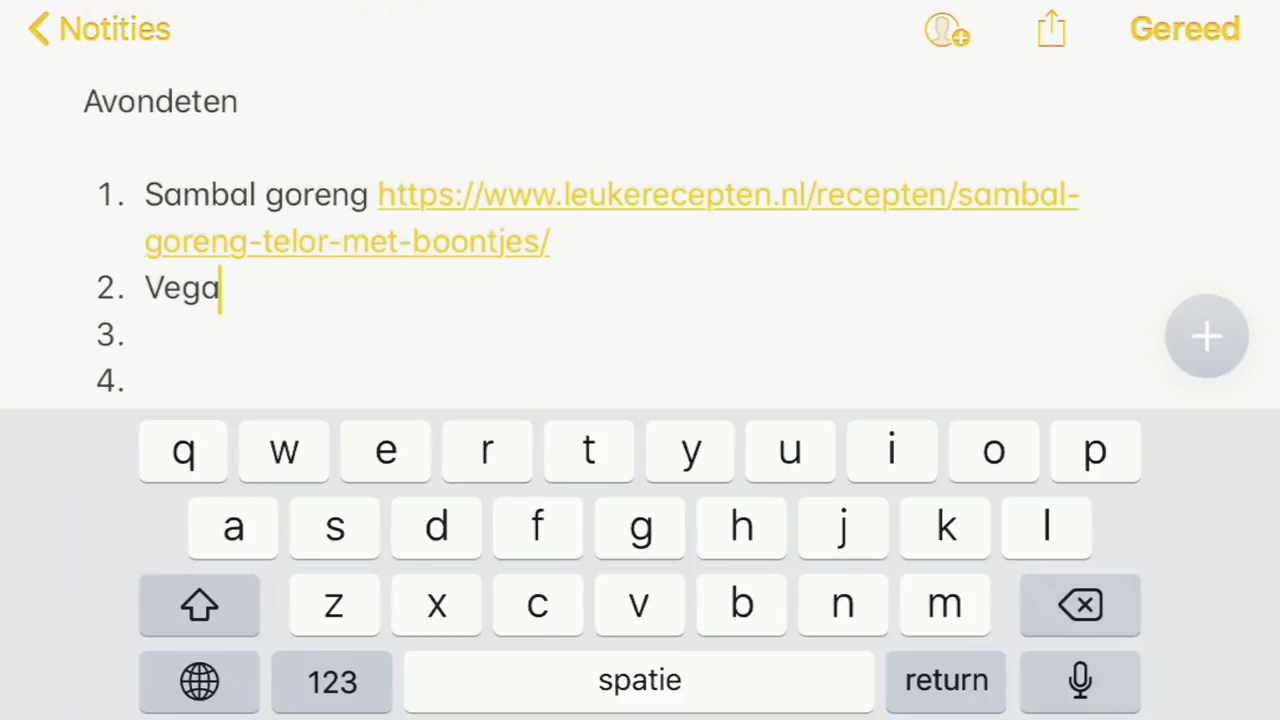 Notities
Gereed
Avondeten
1. Sambal goreng https://www.leukerecepten.nl/recepten/sambal-
goreng-telor-met-boontjes/
2. Vega
3.
4.
q w e r t y u i o p
a s d f g h j k l
z x c v b n m
123 spatie return